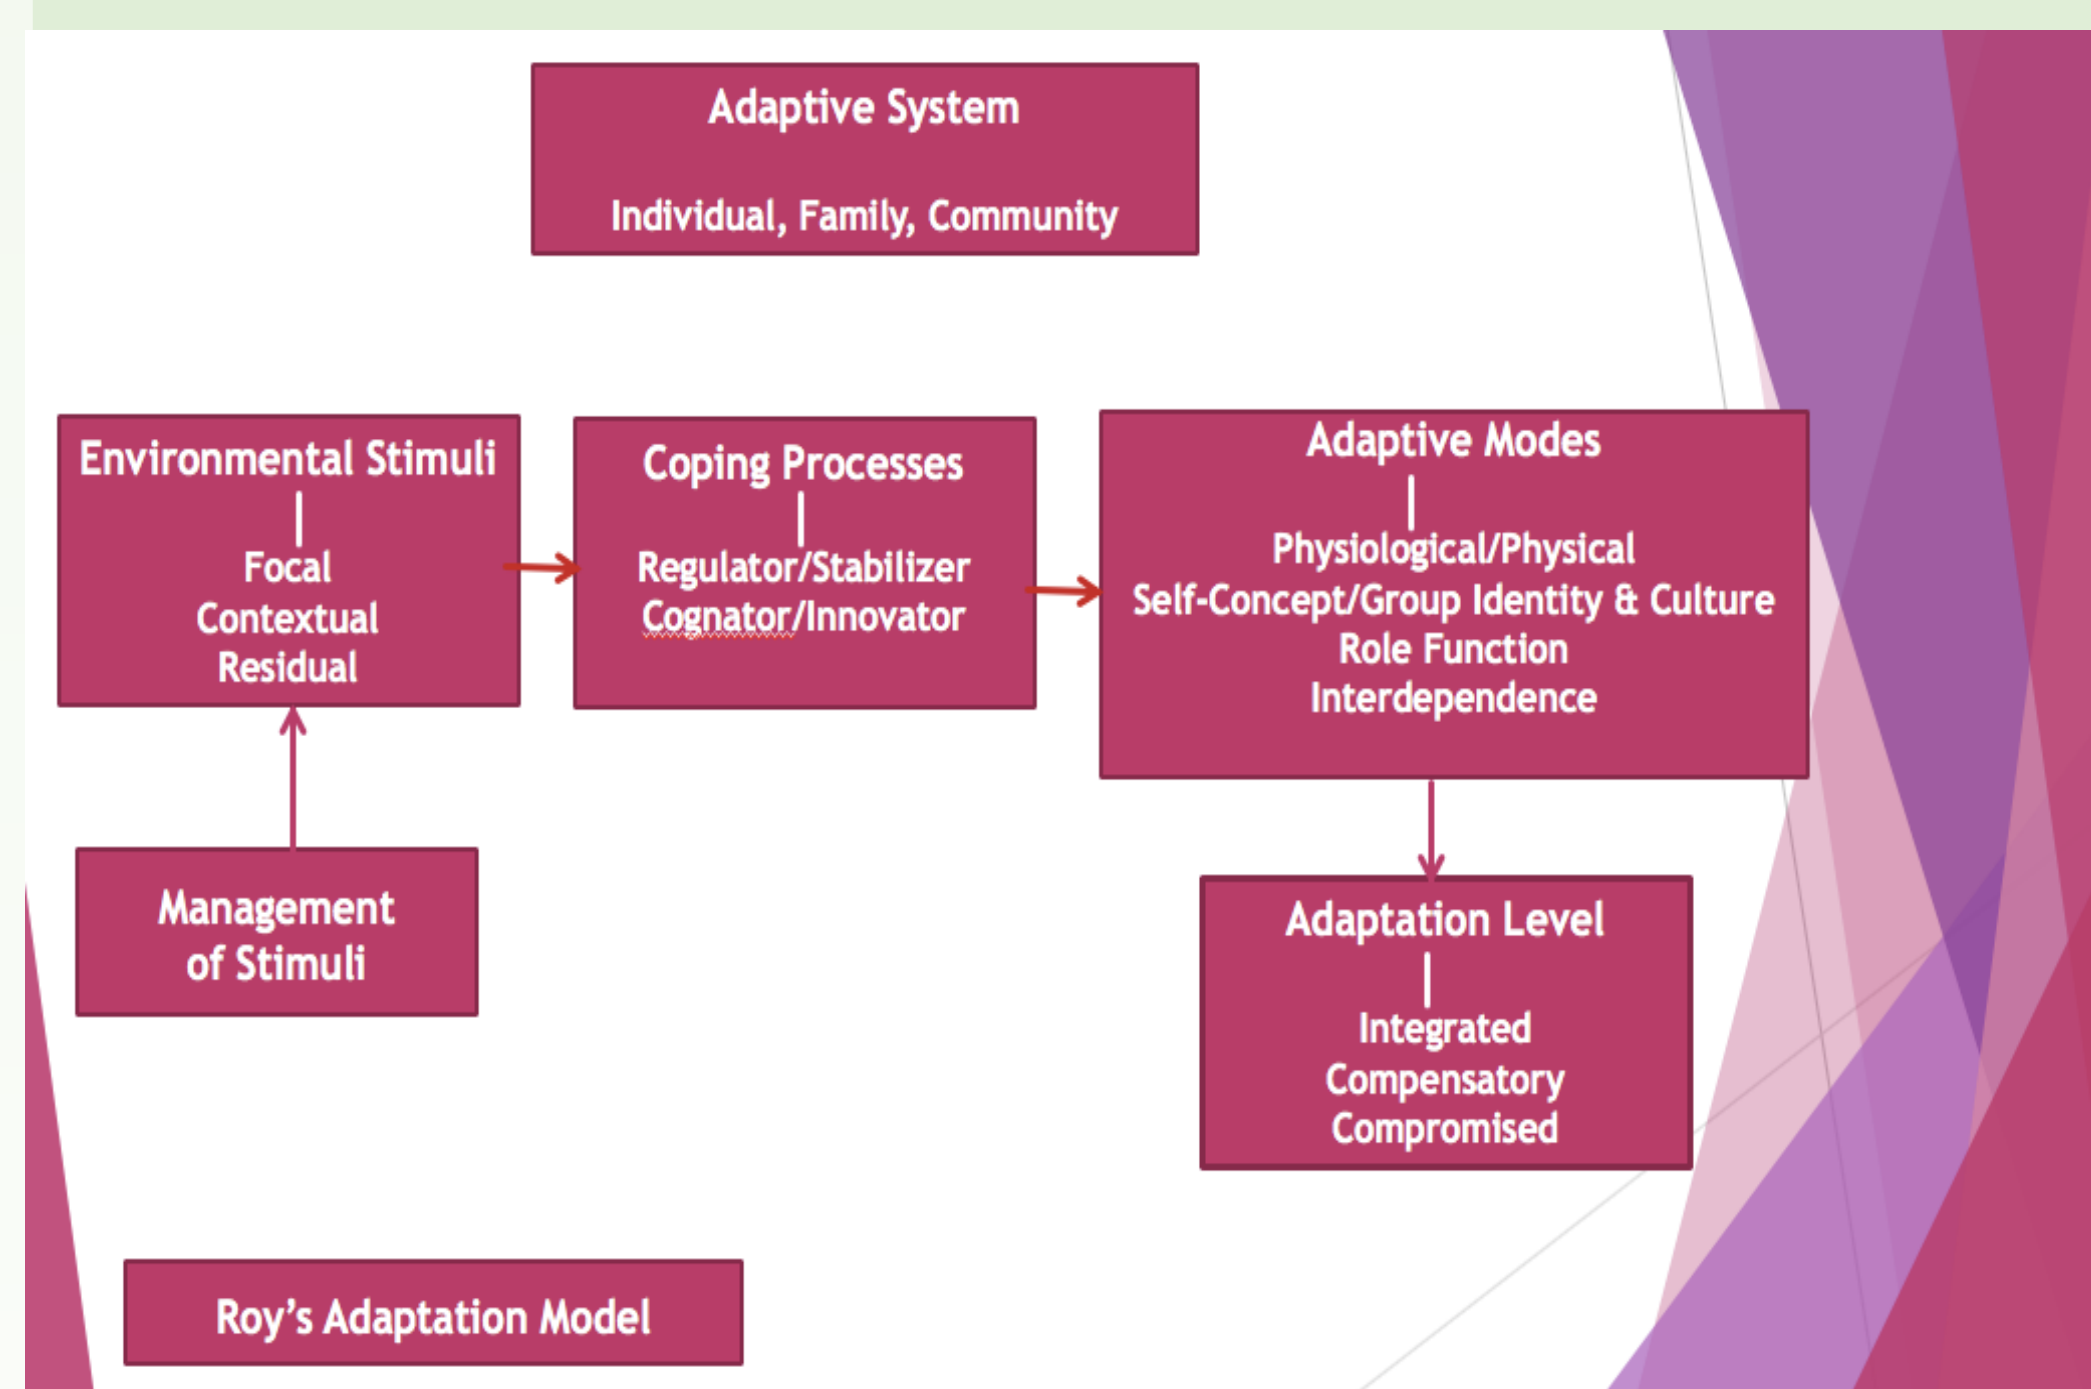 Adaptive System
Individual, Family, Community
Environmental Stimuli
Focal
Contextual
Residual
Coping Processes
Regulator/Stabilizer
Cognator/Innovator
Adaptive Modes
Physiological/Physical
Self-Concept/Group Identity & Culture
Role Function
Interdependence
Management
of Stimuli
Adaptation Level
Integrated
Compensatory
Compromised
Roy's Adaptation Model